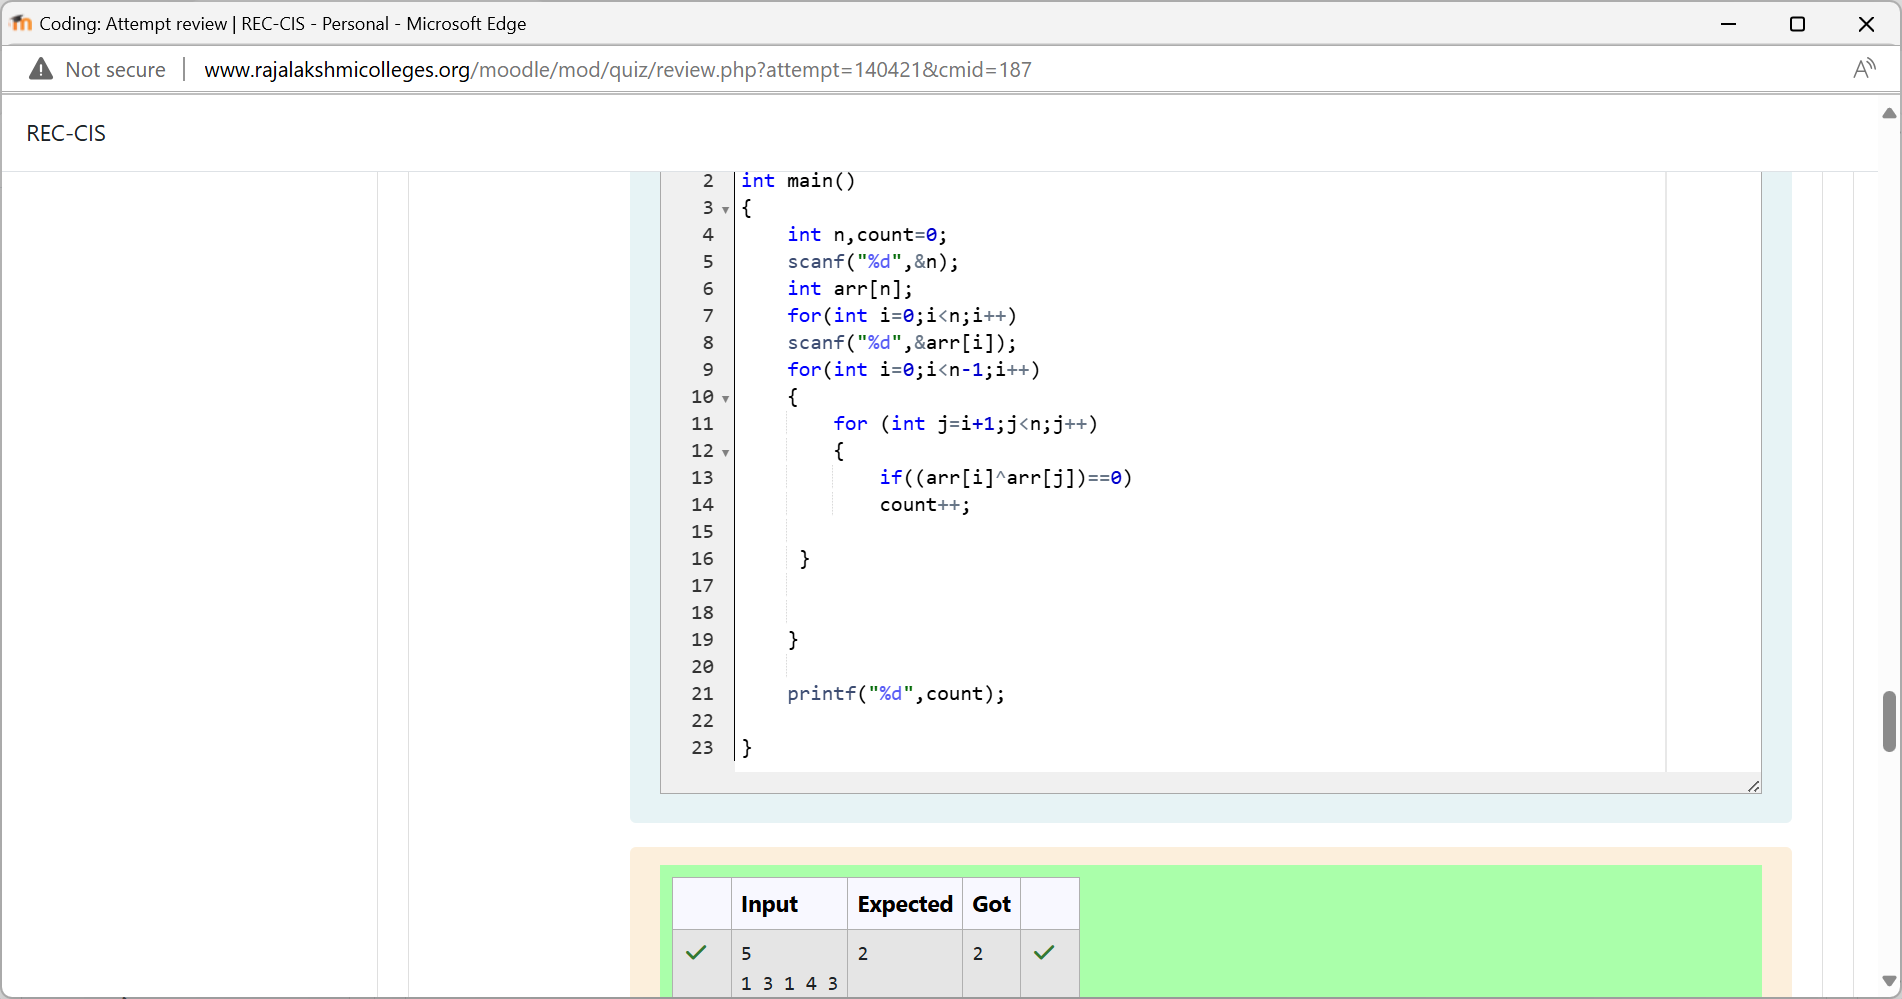 Coding: Attempt review | REC-CIS - Personal - Microsoft Edge
Not secure | www.rajalakshmicolleges.org/moodle/mod/quiz/review.php?attempt=140421&cmid=187
REC-CIS
2 int main()
3 {
4 int n,count=0;
5 scanf("%d",&n);
6 int arr[n];
7 for(int i=0;i<n;i++)
8 scanf("%d",&arr[i]);
9 for(int i=0;i<n-1;i++)
10 {
11 for (int j=i+1;j<n;j++)
12 {
13 if((arr[i]^arr[j])==0)
14 count++;
15
16 }
17
18
19 }
20
21 printf("%d",count);
22
23 }
Input Expected Got
5 2 2
1 3 1 4 3